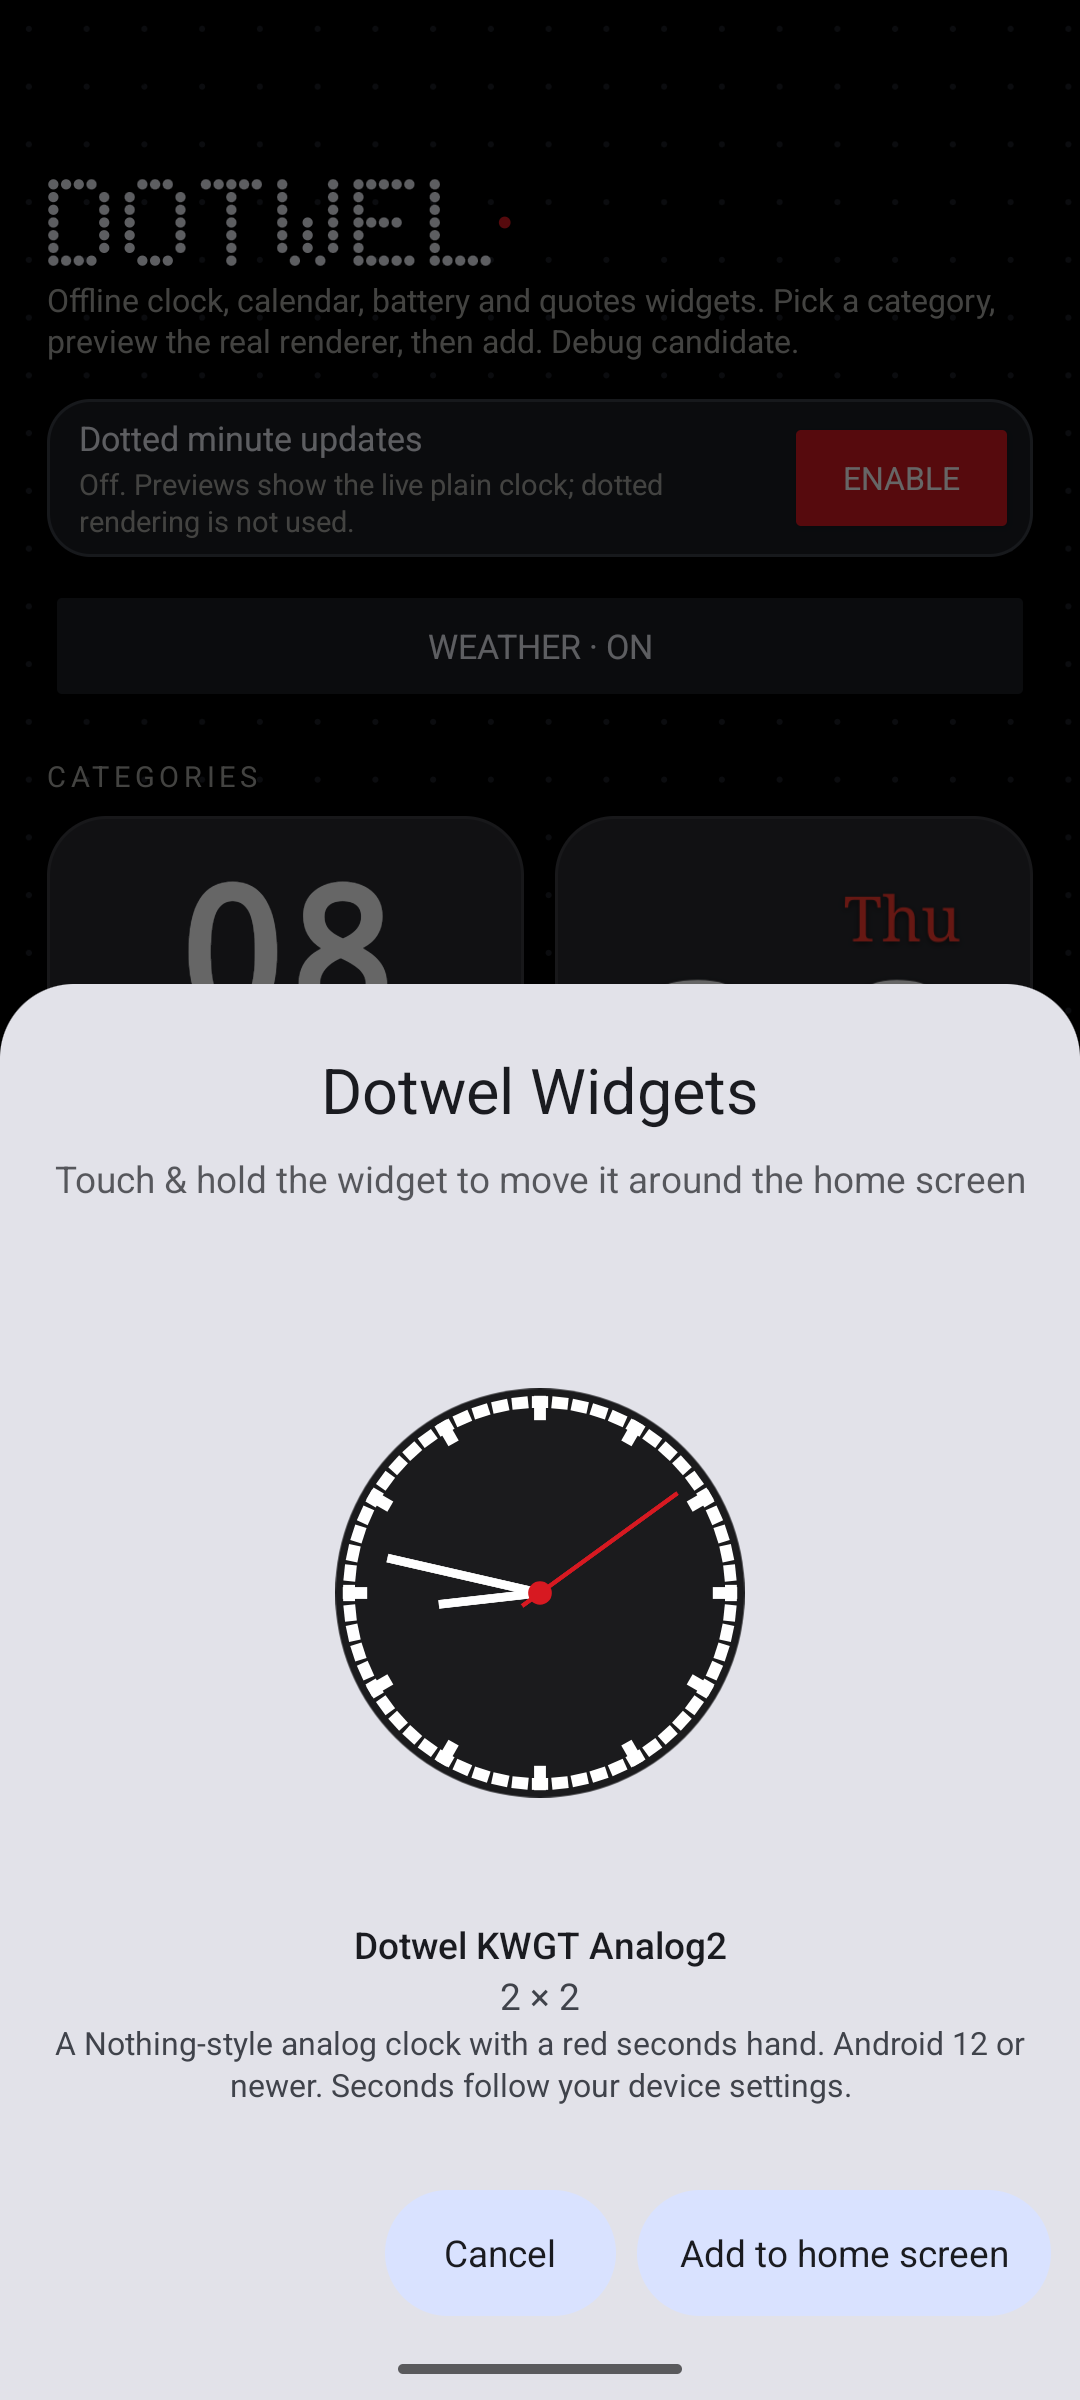 DOTWEL
Offline clock, calendar, battery and quotes widgets. Pick a category,
preview the real renderer, then add. Debug candidate.
Dotted minute updates
Off. Previews show the live plain clock; dotted
rendering is not used.
ENABLE
WEATHER · ON
CATEGORIES
08
Thu
Dotwel Widgets
Touch & hold the widget to move it around the home screen
Dotwel KWGT Analog2
2 × 2
A Nothing-style analog clock with a red seconds hand. Android 12 or
newer. Seconds follow your device settings.
Cancel
Add to home screen